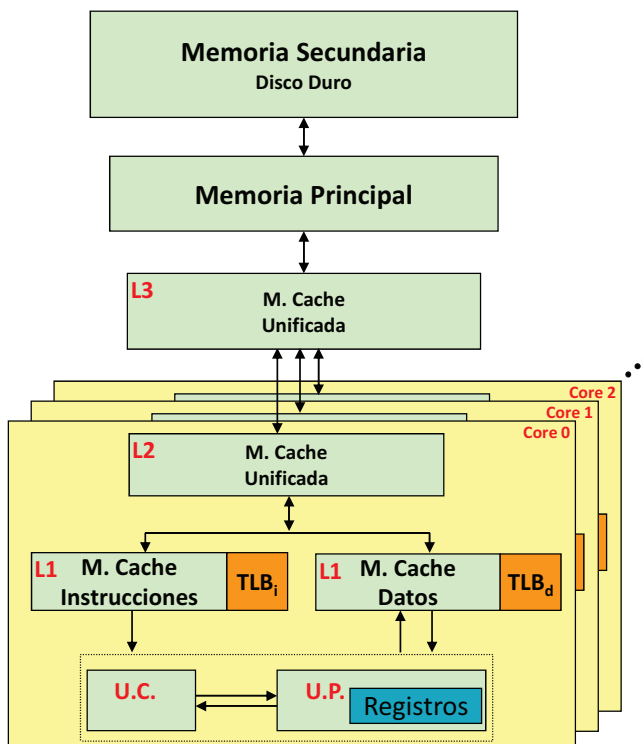 Memoria Secundaria
Disco Duro
Memoria Principal
L3
M. Cache
Unificada
Core 2
Core 1
Core 0
L2
M. Cache
Unificada
L1
M. Cache
Instrucciones
TLBi
L1
M. Cache
Datos
TLBd
U.C.
U.P.
Registros